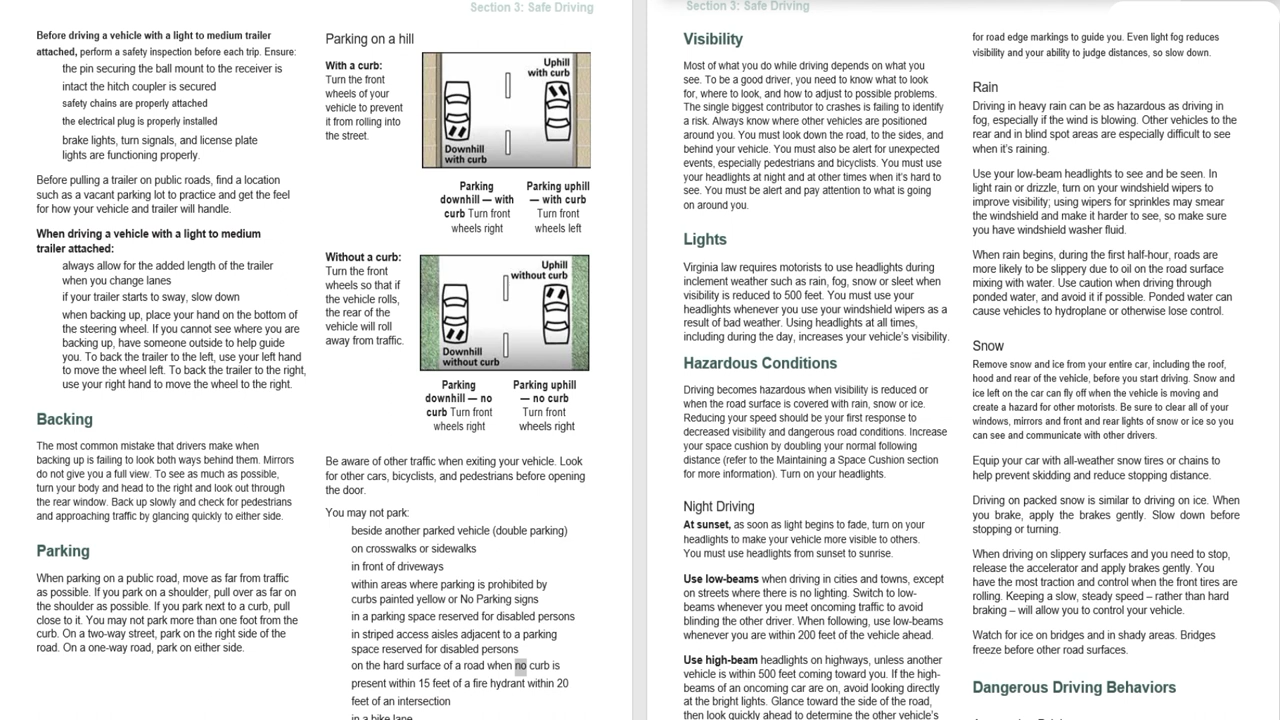 Section 3: Safe Driving
Before driving a vehicle with a light to medium trailer
attached, perform a safety inspection before each trip. Ensure:
the pin securing the ball mount to the receiver is
intact the hitch coupler is secured
safety chains are properly attached
the electrical plug is properly installed
brake lights, turn signals, and license plate
lights are functioning properly.
Before pulling a trailer on public roads, find a location
such as a vacant parking lot to practice and get the feel
for how your vehicle and trailer will handle.
When driving a vehicle with a light to medium
trailer attached:
always allow for the added length of the trailer
when you change lanes
if your trailer starts to sway, slow down
when backing up, place your hand on the bottom of
the steering wheel. If you cannot see where you are
backing up, have someone outside to help guide
you. To back the trailer to the left, use your left hand
to move the wheel left. To back the trailer to the right,
use your right hand to move the wheel to the right.
Backing
The most common mistake that drivers make when
backing up is failing to look both ways behind them. Mirrors
do not give you a full view. To see as much as possible,
turn your body and head to the right and look out through
the rear window. Back up slowly and check for pedestrians
and approaching traffic by glancing quickly to either side.
Parking
When parking on a public road, move as far from traffic
as possible. If you park on a shoulder, pull over as far on
the shoulder as possible. If you park next to a curb, pull
close to it. You may not park more than one foot from the
curb. On a two-way street, park on the right side of the
road. On a one-way road, park on either side.
Parking on a hill
With a curb:
Turn the front
wheels of your
vehicle to prevent
it from rolling into
the street.
Uphill
with curb
Downhill
with curb
Parking
downhill — with
curb Turn front
wheels right
Parking uphill
— with curb
Turn front
wheels left
Without a curb:
Turn the front
wheels so that if
the vehicle rolls,
the rear of the
vehicle will roll
away from traffic.
Uphill
without curb
Downhill
without curb
Parking
downhill — no
curb Turn front
wheels right
Parking uphill
— no curb
Turn front
wheels right
Be aware of other traffic when exiting your vehicle. Look
for other cars, bicyclists, and pedestrians before opening
the door.
You may not park:
beside another parked vehicle (double parking)
on crosswalks or sidewalks
in front of driveways
within areas where parking is prohibited by
curbs painted yellow or No Parking signs
in a parking space reserved for disabled persons
in striped access aisles adjacent to a parking
space reserved for disabled persons
on the hard surface of a road when no curb is
present within 15 feet of a fire hydrant within 20
feet of an intersection
in a bike lane
Section 3: Safe Driving
Visibility
Most of what you do while driving depends on what you
see. To be a good driver, you need to know what to look
for, where to look, and how to adjust to possible problems.
The single biggest contributor to crashes is failing to identify
a risk. Always know where other vehicles are positioned
around you. You must look down the road, to the sides, and
behind your vehicle. You must also be alert for unexpected
events, especially pedestrians and bicyclists. You must use
your headlights at night and at other times when it's hard to
see. You must be alert and pay attention to what is going
on around you.
Lights
Virginia law requires motorists to use headlights during
inclement weather such as rain, fog, snow or sleet when
visibility is reduced to 500 feet. You must use your
headlights whenever you use your windshield wipers as a
result of bad weather. Using headlights at all times,
including during the day, increases your vehicle's visibility.
Hazardous Conditions
Driving becomes hazardous when visibility is reduced or
when the road surface is covered with rain, snow or ice.
Reducing your speed should be your first response to
decreased visibility and dangerous road conditions. Increase
your space cushion by doubling your normal following
distance (refer to the Maintaining a Space Cushion section
for more information). Turn on your headlights.
Night Driving
At sunset, as soon as light begins to fade, turn on your
headlights to make your vehicle more visible to others.
You must use headlights from sunset to sunrise.
Use low-beams when driving in cities and towns, except
on streets where there is no lighting. Switch to low-
beams whenever you meet oncoming traffic to avoid
blinding the other driver. When following, use low-beams
whenever you are within 200 feet of the vehicle ahead.
Use high-beam headlights on highways, unless another
vehicle is within 500 feet coming toward you. If the high-
beams of an oncoming car are on, avoid looking directly
at the bright lights. Glance toward the side of the road,
then look quickly ahead to determine the other vehicle's
for road edge markings to guide you. Even light fog reduces
visibility and your ability to judge distances, so slow down.
Rain
Driving in heavy rain can be as hazardous as driving in
fog, especially if the wind is blowing. Other vehicles to the
rear and in blind spot areas are especially difficult to see
when it's raining.
Use your low-beam headlights to see and be seen. In
light rain or drizzle, turn on your windshield wipers to
improve visibility; using wipers for sprinkles may smear
the windshield and make it harder to see, so make sure
you have windshield washer fluid.
When rain begins, during the first half-hour, roads are
more likely to be slippery due to oil on the road surface
mixing with water. Use caution when driving through
ponded water, and avoid it if possible. Ponded water can
cause vehicles to hydroplane or otherwise lose control.
Snow
Remove snow and ice from your entire car, including the roof,
hood and rear of the vehicle, before you start driving. Snow and
ice left on the car can fly off when the vehicle is moving and
create a hazard for other motorists. Be sure to clear all of your
windows, mirrors and front and rear lights of snow or ice so you
can see and communicate with other drivers.
Equip your car with all-weather snow tires or chains to
help prevent skidding and reduce stopping distance.
Driving on packed snow is similar to driving on ice. When
you brake, apply the brakes gently. Slow down before
stopping or turning.
When driving on slippery surfaces and you need to stop,
release the accelerator and apply brakes gently. You
have the most traction and control when the front tires are
rolling. Keeping a slow, steady speed – rather than hard
braking – will allow you to control your vehicle.
Watch for ice on bridges and in shady areas. Bridges
freeze before other road surfaces.
Dangerous Driving Behaviors